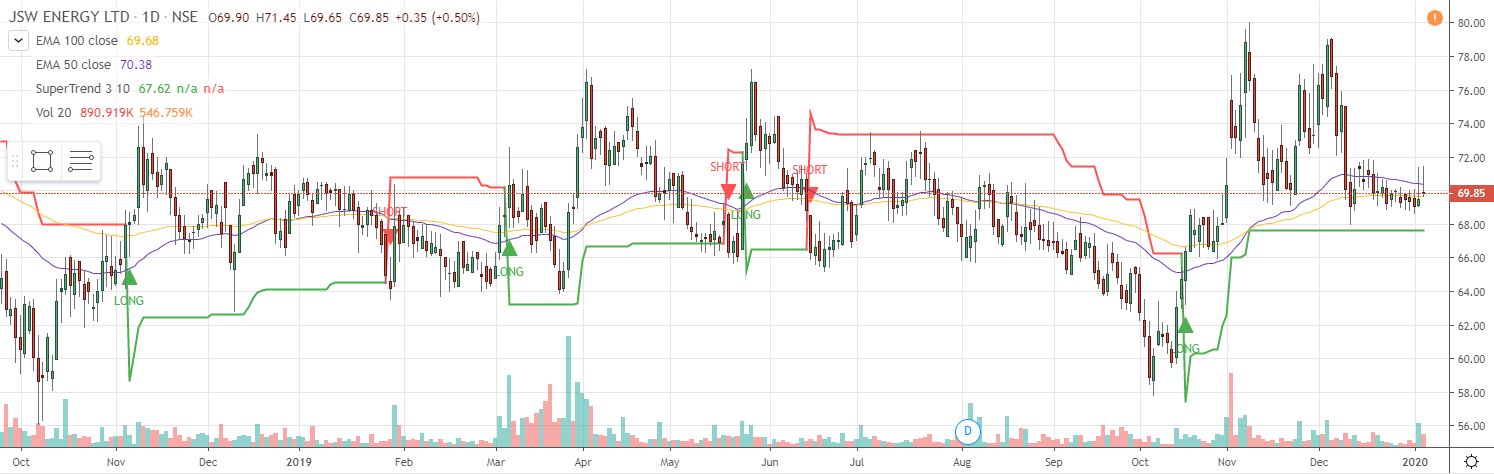 JSW ENERGY LTD · 1D · NSE O69.90 H71.45 L69.65 C69.85 +0.35 (+0.50%)
EMA 100 close 69.68
EMA 50 close 70.38
SuperTrend 3 10 67.62 n/a n/a
Vol 20 890.919K 546.759K
80.00
78.00
76.00
74.00
72.00
69.85
68.00
66.00
64.00
62.00
60.00
58.00
56.00
LONG
SHORT
LONG
SHORT
LONG
SHORT
LONG
D
Oct Nov Dec 2019 Feb Mar Apr May Jun Jul Aug Sep Oct Nov Dec 2020